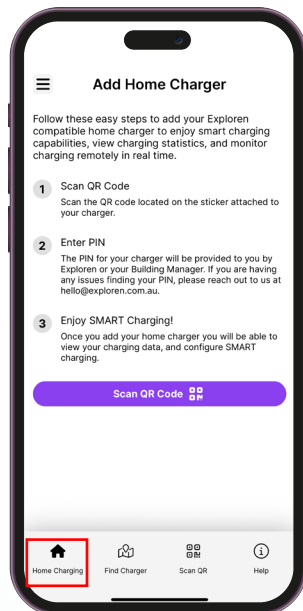 Add Home Charger
Follow these easy steps to add your Exploren
compatible home charger to enjoy smart charging
capabilities, view charging statistics, and monitor
charging remotely in real time.
1 Scan QR Code
Scan the QR code located on the sticker attached to
your charger.
2 Enter PIN
The PIN for your charger will be provided to you by
Exploren or your Building Manager. If you are having
any issues finding your PIN, please reach out to us at
hello@exploren.com.au.
3 Enjoy SMART Charging!
Once you add your home charger you will be able to
view your charging data, and configure SMART
charging.
Scan QR Code
Home Charging Find Charger Scan QR Help